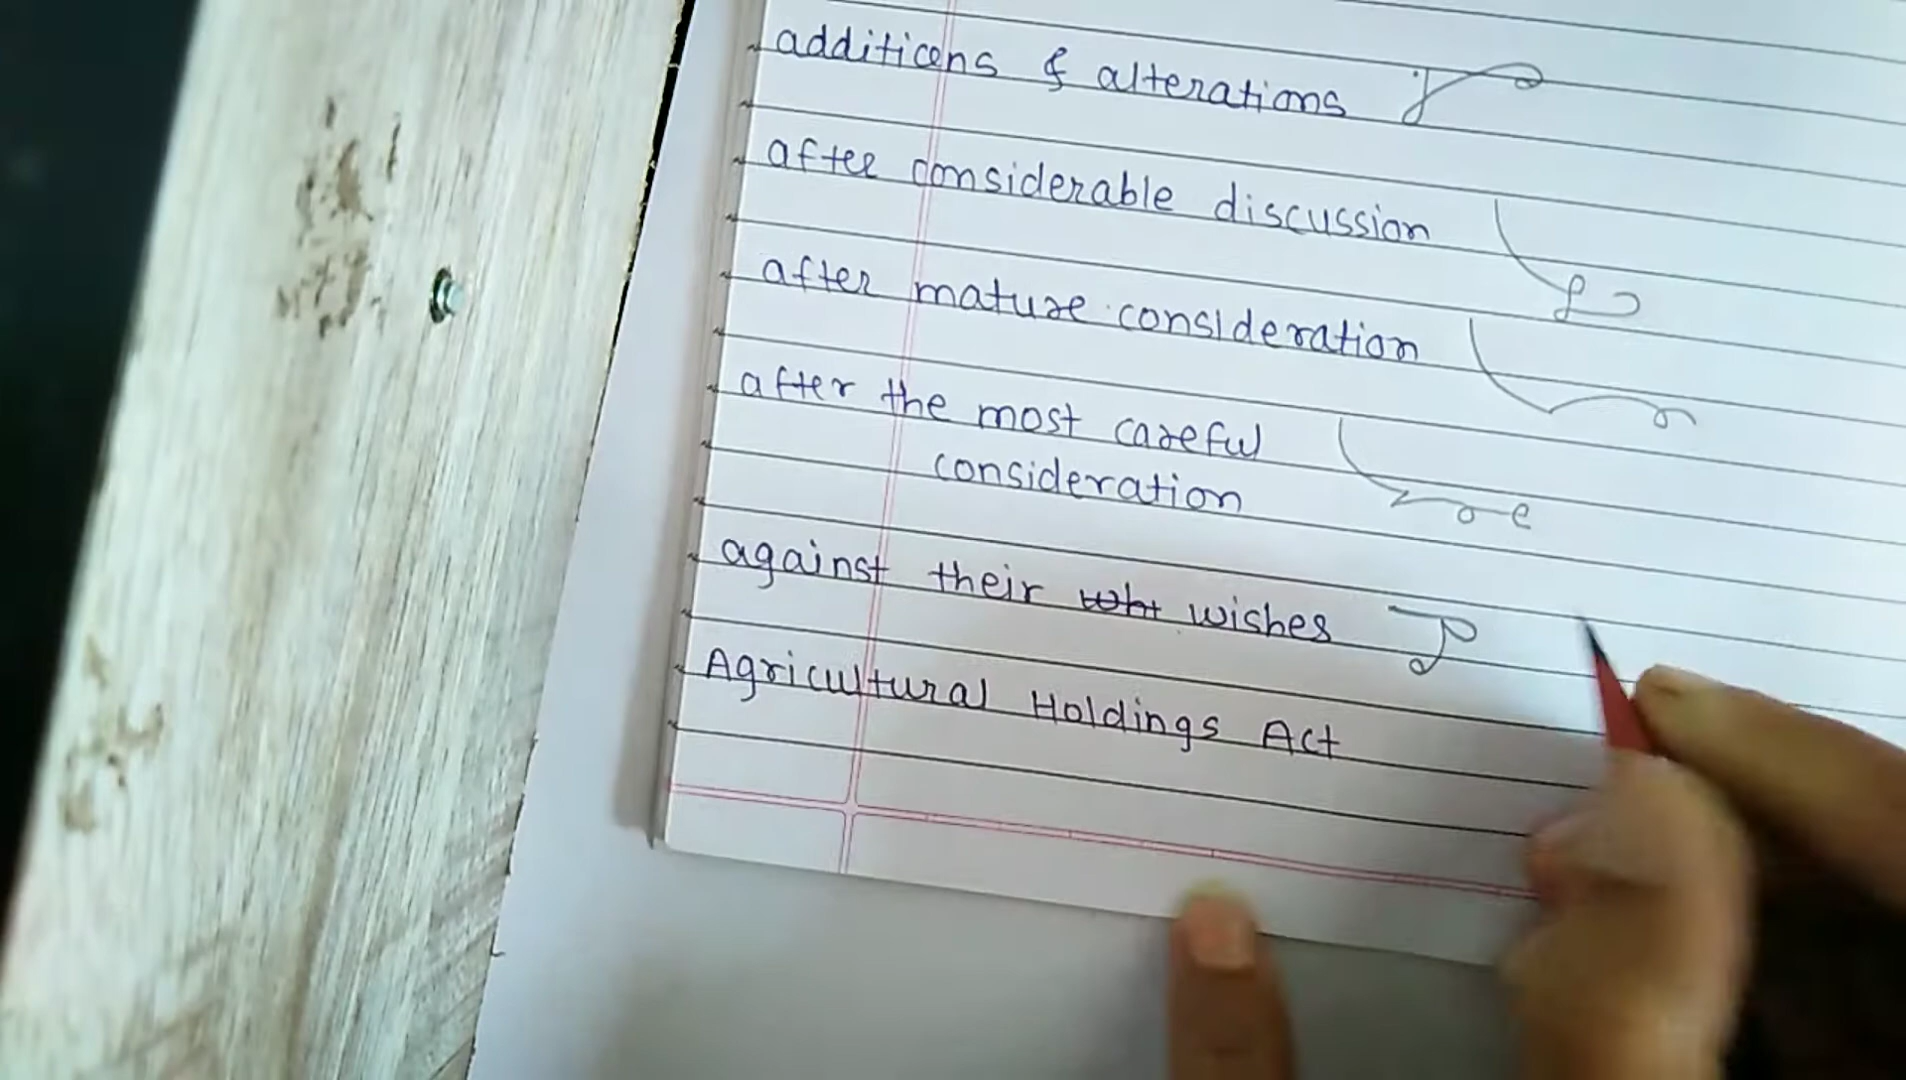 additions & alterations
after considerable discussion
after mature consideration
after the most careful
consideration
against their wishes
Agricultural Holdings Act